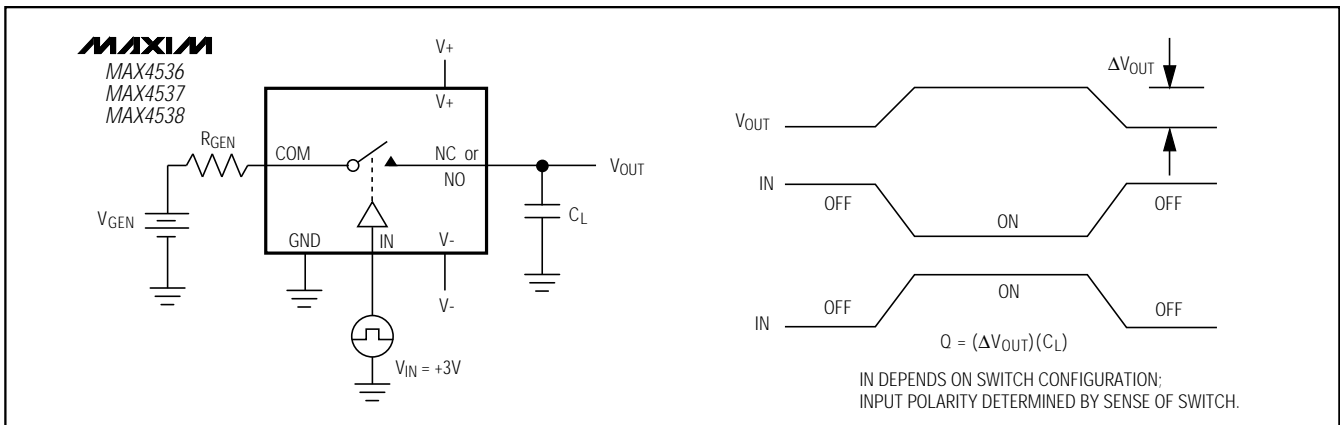 MAXIM
MAX4536
MAX4537
MAX4538
V+
V+
RGEN
COM
NC or
NO
VOUT
VGEN
CL
GND
IN
V-
V-
VIN = +3V
ΔVOUT
VOUT
IN
OFF
ON
OFF
IN
OFF
ON
OFF
Q = (ΔVOUT)(CL)
IN DEPENDS ON SWITCH CONFIGURATION;
INPUT POLARITY DETERMINED BY SENSE OF SWITCH.